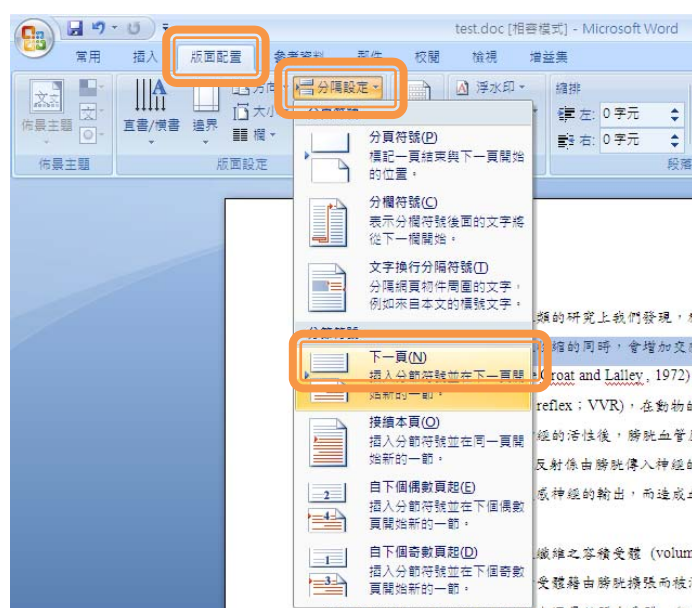 test.doc [相容模式] - Microsoft Word
常用 插入 版面配置 參考資料 郵件 校閱 檢視 增益集
方向 分隔設定 浮水印 縮排
佈景主題 直書/橫書 邊界 大小 左: 0 字元
欄 右: 0 字元
佈景主題 版面設定 段落
分頁符號
分頁符號(P)
標記一頁結束與下一頁開始
的位置。
分欄符號(C)
表示分欄符號後面的文字將
從下一欄開始。
文字換行分隔符號(T)
分隔網頁物件周圍的文字,
例如來自本文的標號文字。
分節符號
下一頁(N)
插入分節符號並在下一頁開
始新的一節。
接續本頁(O)
插入分節符號並在同一頁開
始新的一節。
自下個偶數頁起(E)
插入分節符號並在下個偶數
頁開始新的一節。
自下個奇數頁起(D)
插入分節符號並在下個奇數
頁開始新的一節。
類的研究上我們發現,
縮的同時,會增加交
Groat and Lalley, 1972)
reflex;VVR),在動物的
經的活性後,膀胱血管
反射係由膀胱傳入神經的
感神經的輸出,而造成
纖維之容積受體 (volum
受體藉由膀胱擴張而被